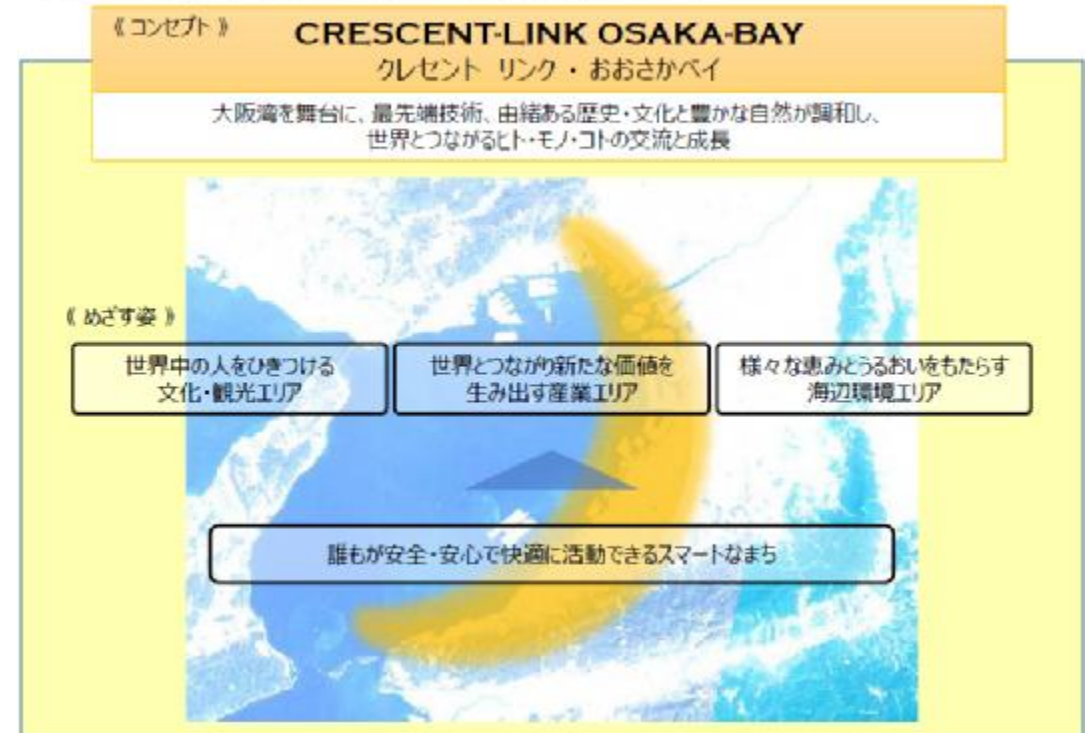 《 コンセプト 》
CRESCENT-LINK OSAKA-BAY
クレセント リンク・おおさかベイ
大阪湾を舞台に、最先端技術、由緒ある歴史・文化と豊かな自然が調和し、
世界とつながるヒト・モノ・コトの交流と成長
《 めざす姿 》
世界中の人をひきつける
文化・観光エリア
世界とつながり新たな価値を
生み出す産業エリア
様々な恵みとうるおいをもたらす
海辺環境エリア
誰もが安全・安心で快適に活動できるスマートなまち